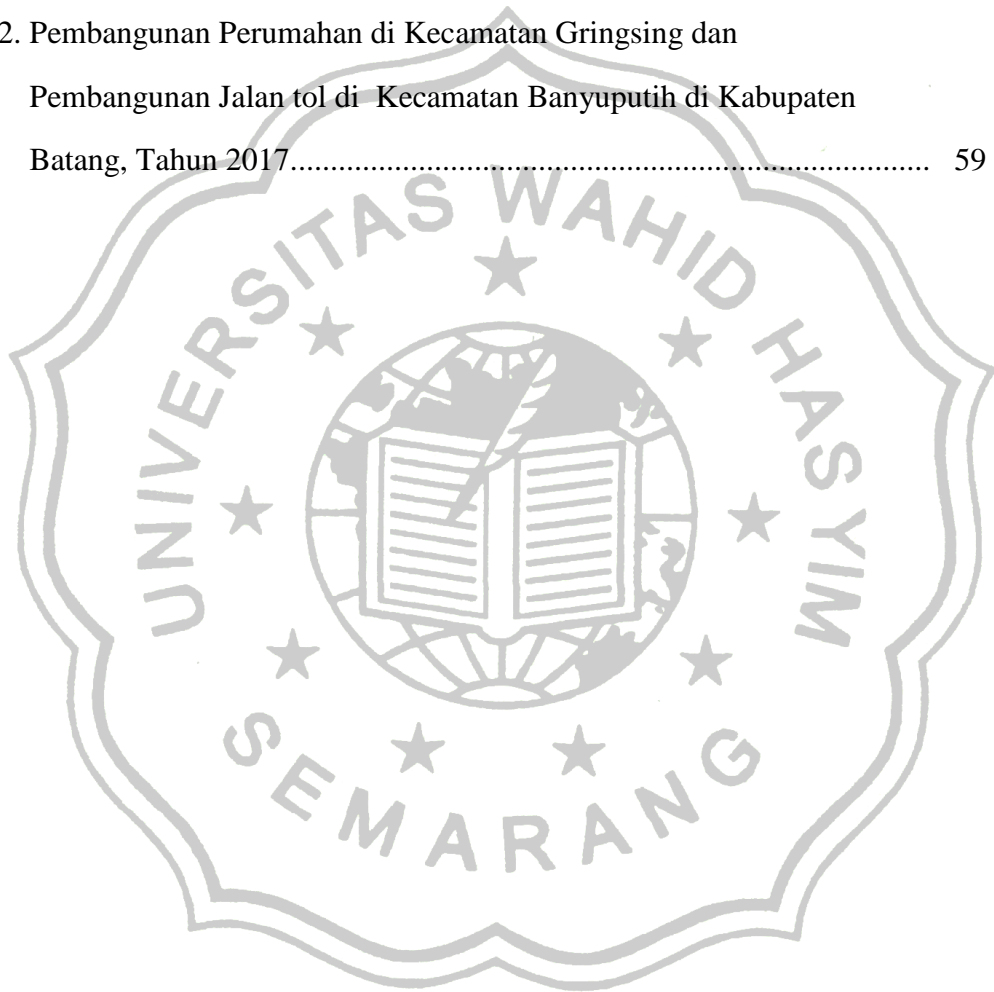 2. Pembangunan Perumahan di Kecamatan Gringsing dan
Pembangunan Jalan tol di Kecamatan Banyuputih di Kabupaten
Batang, Tahun 2017................................................................................ 59
UNIVERSITAS WAHID HASYIM
SEMARANG